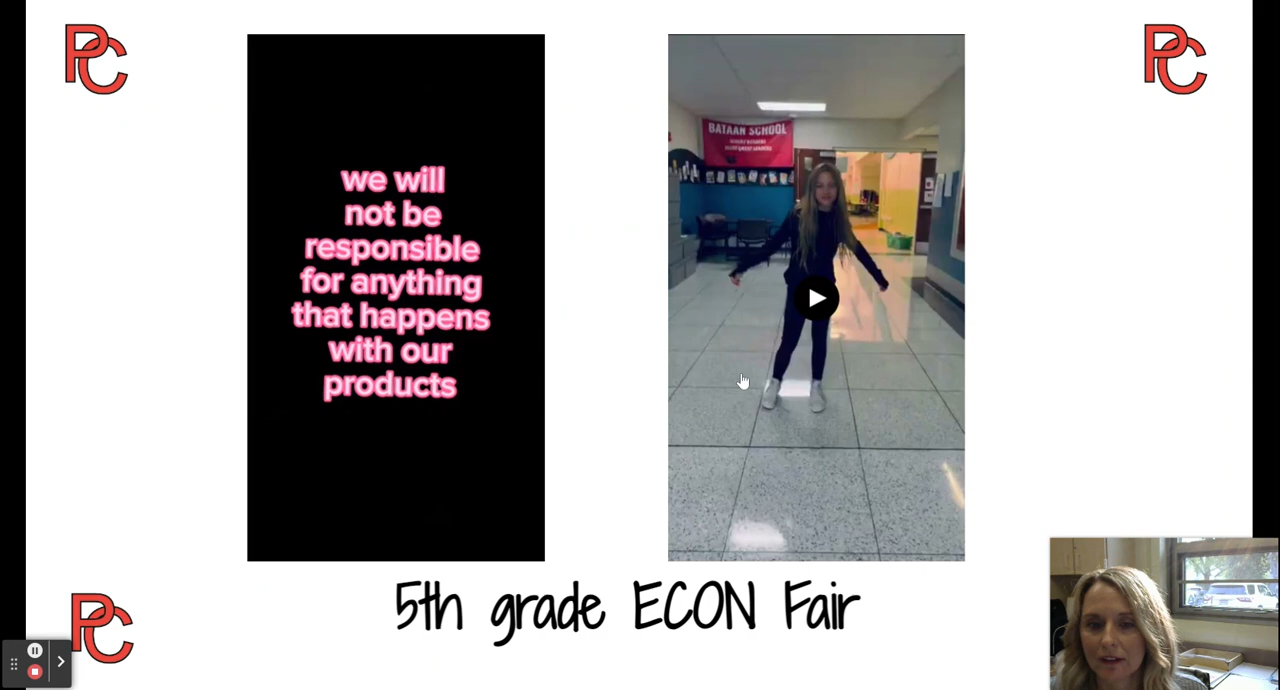 PC
PC
we will
not be
responsible
for anything
that happens
with our
products
BATAAN SCHOOL
5th grade ECON Fair
PC